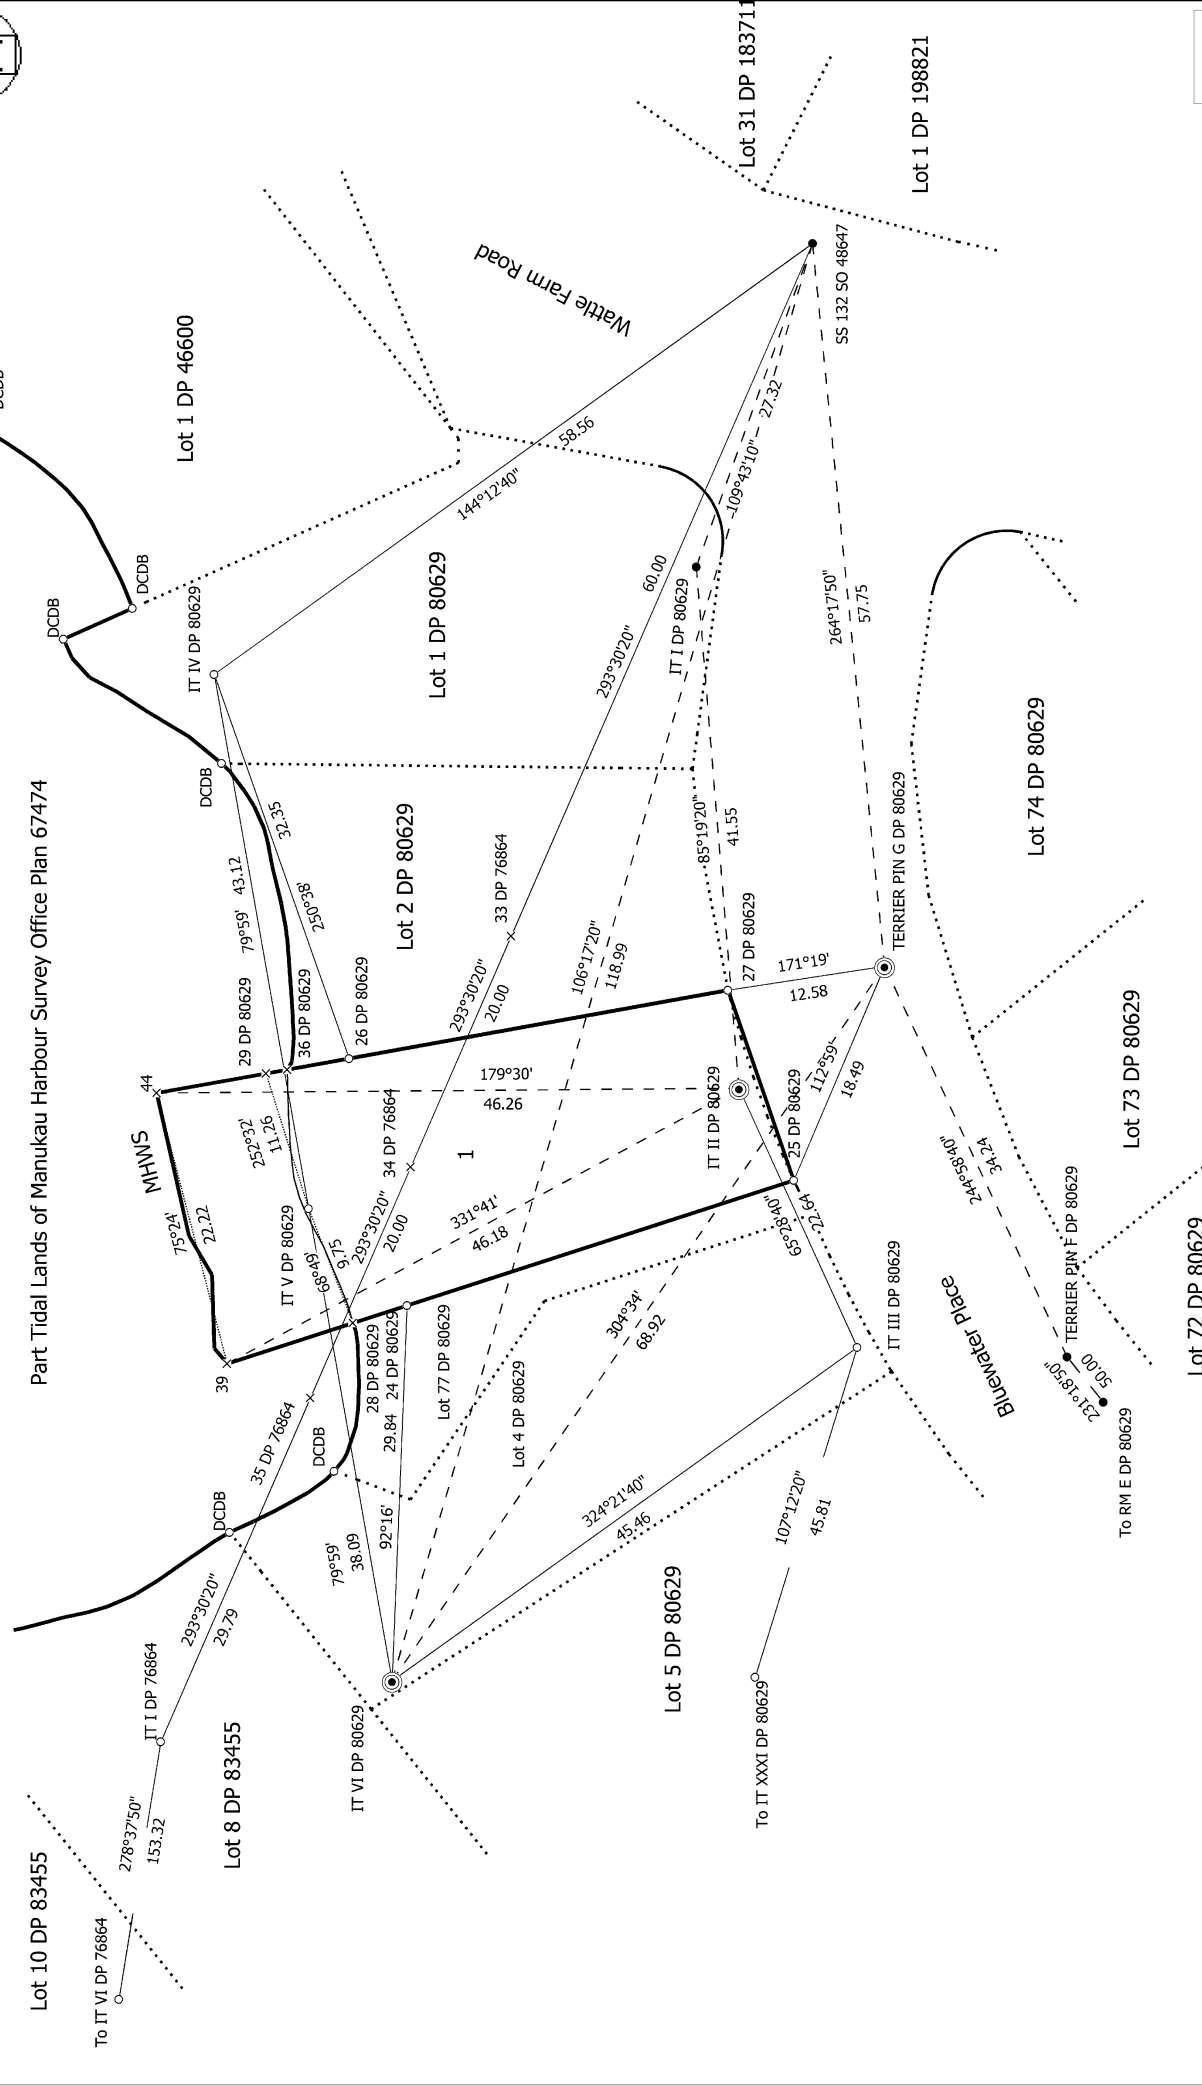 Part Tidal Lands of Manukau Harbour Survey Office Plan 67474
Lot 31 DP 183711
Lot 1 DP 198821
Lot 1 DP 46600
Wattle Farm Road
SS 132 SO 48647
58.56
144°12'40"
27.32
109°43'10"
60.00
293°30'20"
DCDB
DCDB
IT IV DP 80629
Lot 1 DP 80629
IT I DP 80629
264°17'50"
57.75
DCDB
43.12
79°59'
32.35
250°38'
Lot 2 DP 80629
33 DP 76864
85°19'20"
41.55
TERRIER PIN G DP 80629
Lot 74 DP 80629
106°17'20"
118.99
27 DP 80629
171°19'
12.58
29 DP 80629
36 DP 80629
26 DP 80629
293°30'20"
20.00
44
MHWS
179°30'
46.26
252°32'
11.26
34 DP 76864
1
IT II DP 80629
25 DP 80629
112°59'
18.49
Lot 73 DP 80629
75°24'
22.22
IT V DP 80629
68°49'
9.75
293°30'20"
20.00
331°41'
46.18
65°28'40"
22.64
244°58'40"
34.24
39
28 DP 80629
24 DP 80629
Lot 77 DP 80629
304°34'
68.92
IT III DP 80629
Bluewater Place
TERRIER PIN F DP 80629
231°18'50"
50.00
To RM E DP 80629
Lot 72 DP 80629
35 DP 76864
DCDB
DCDB
29.84
92°16'
Lot 4 DP 80629
79°59'
38.09
324°21'40"
45.46
107°12'20"
45.81
293°30'20"
29.79
IT I DP 76864
Lot 8 DP 83455
IT VI DP 80629
Lot 5 DP 80629
To IT XXXI DP 80629
278°37'50"
153.32
Lot 10 DP 83455
To IT VI DP 76864